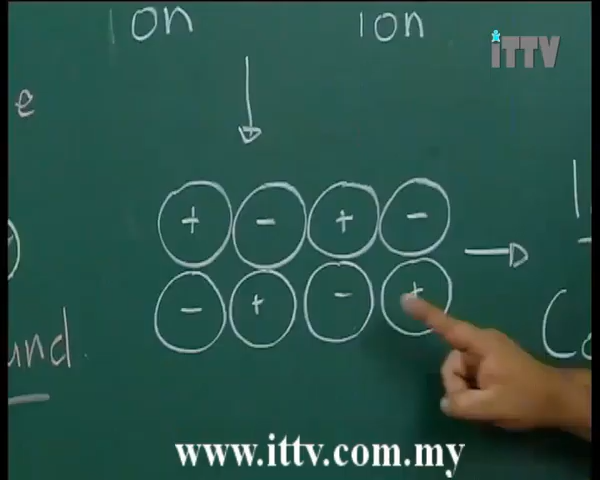 ion ion
iTTV
e
+ - + -
- + - +
und.
www.ittv.com.my